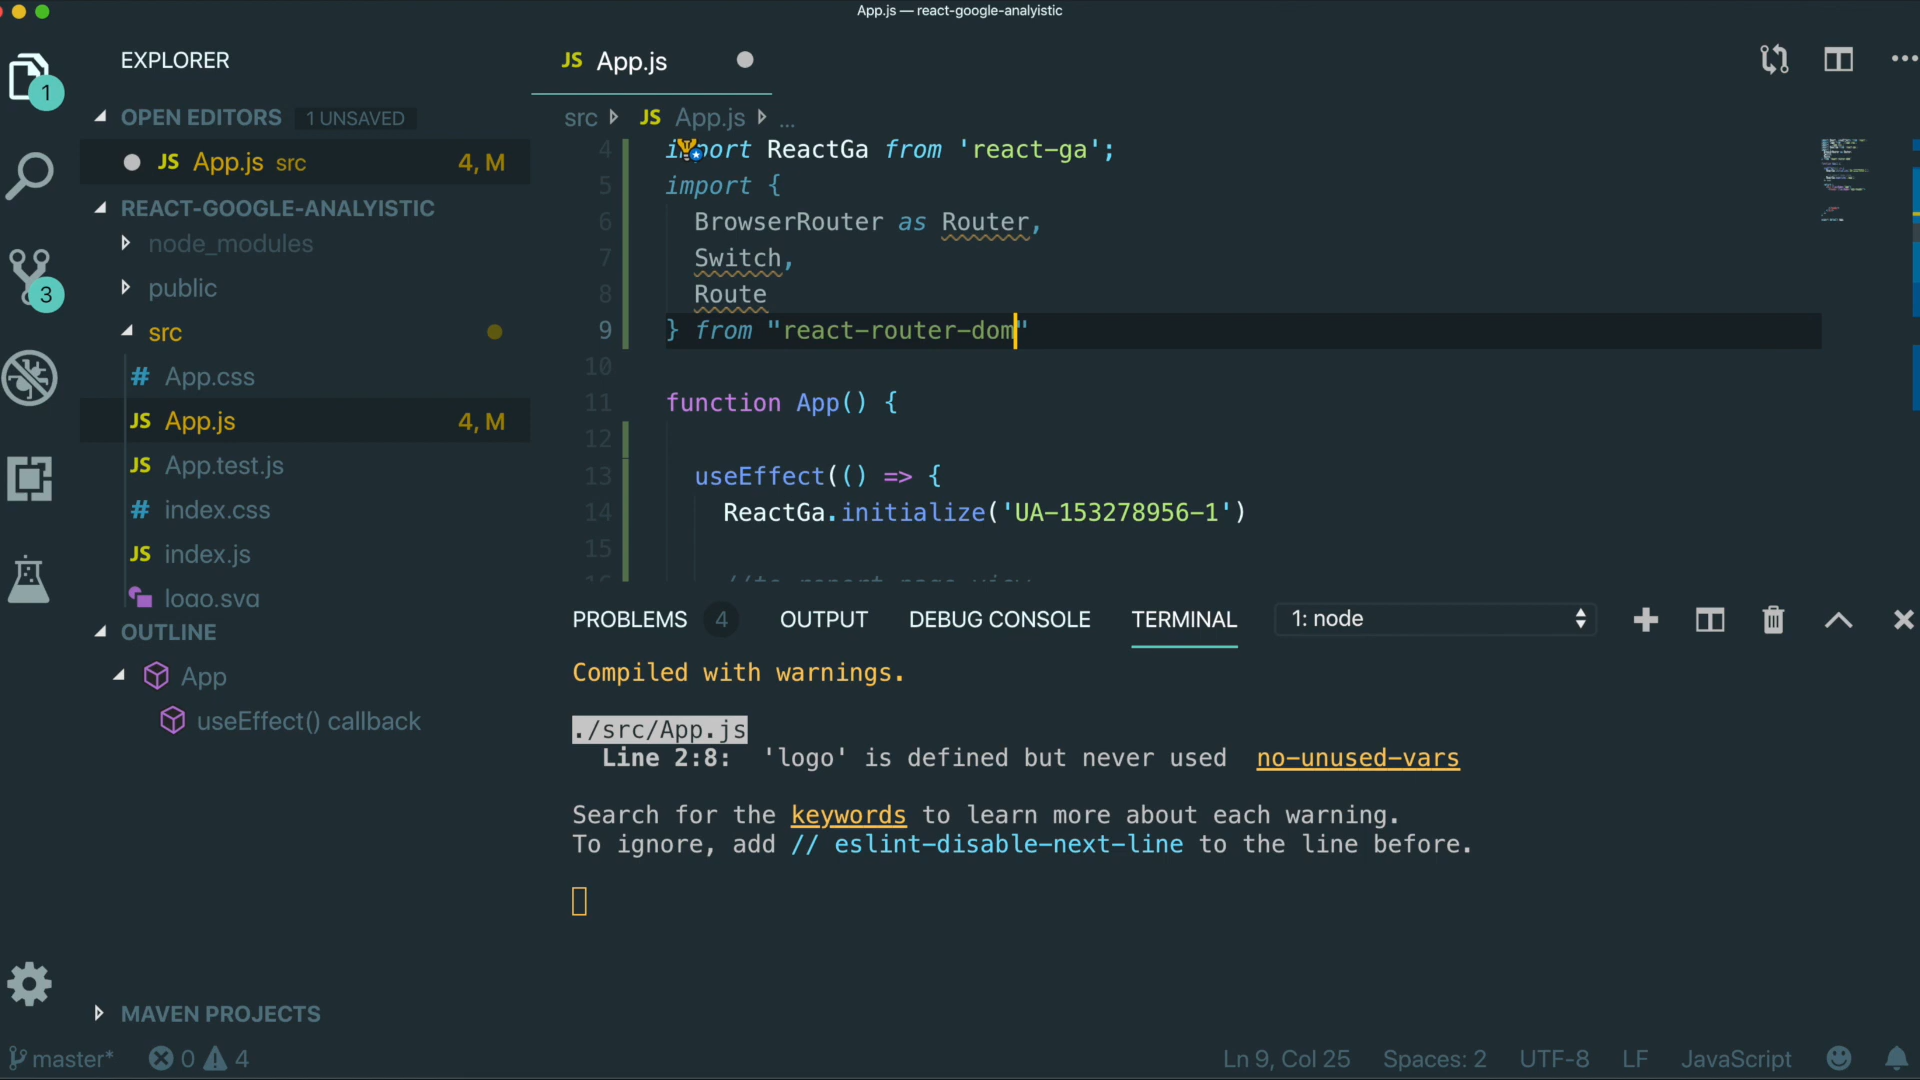 App.js — react-google-analyistic
EXPLORER
OPEN EDITORS 1 UNSAVED
JS App.js src 4, M
REACT-GOOGLE-ANALYISTIC
node_modules
public
src
# App.css
JS App.js 4, M
JS App.test.js
# index.css
JS index.js
logo.svg
OUTLINE
App
useEffect() callback
MAVEN PROJECTS
1
3
JS App.js
src JS App.js ...
4 import ReactGa from 'react-ga';
5 import {
6 BrowserRouter as Router,
7 Switch,
8 Route
9 } from "react-router-dom"
10
11 function App() {
12
13 useEffect(() => {
14 ReactGa.initialize('UA-153278956-1')
15
16 //to report page view
PROBLEMS 4 OUTPUT DEBUG CONSOLE TERMINAL 1: node
Compiled with warnings.
./src/App.js
Line 2:8: 'logo' is defined but never used no-unused-vars
Search for the keywords to learn more about each warning.
To ignore, add // eslint-disable-next-line to the line before.
master* 0 4 Ln 9, Col 25 Spaces: 2 UTF-8 LF JavaScript